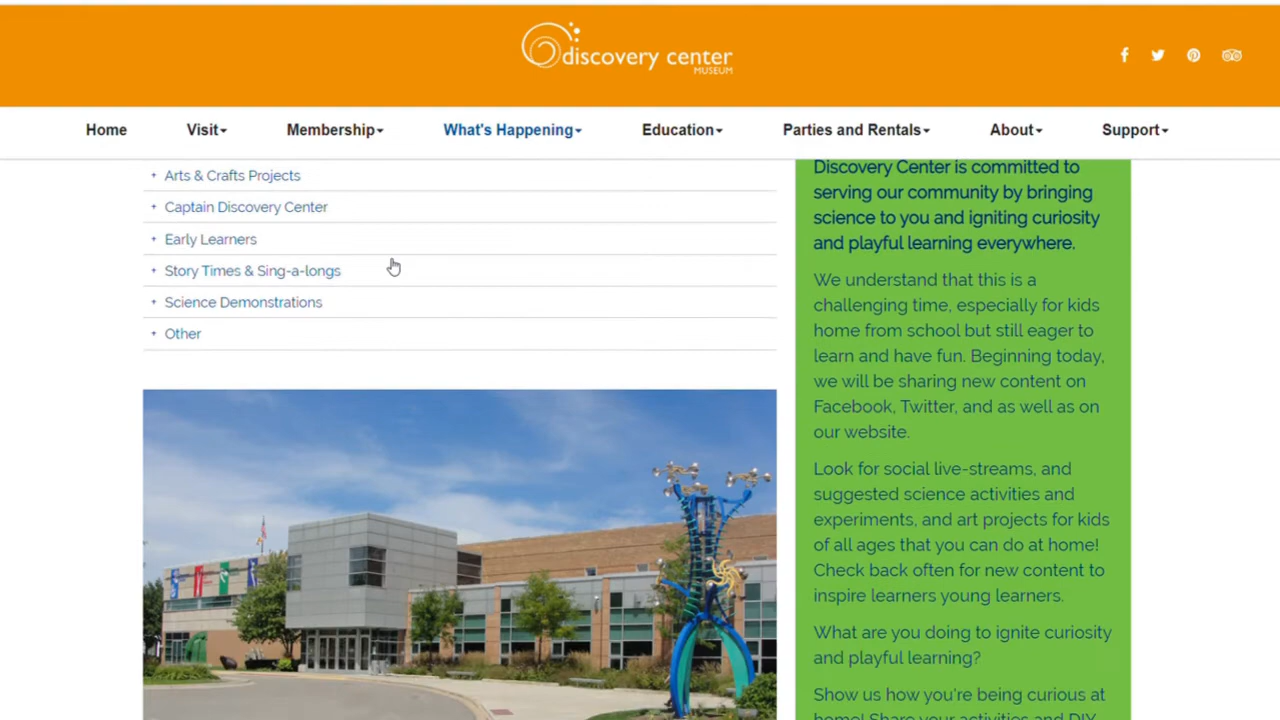 discovery center
MUSEUM
Home Visit Membership What's Happening Education Parties and Rentals About Support
+ Arts & Crafts Projects
+ Captain Discovery Center
+ Early Learners
+ Story Times & Sing-a-longs
+ Science Demonstrations
+ Other
Discovery Center is committed to
serving our community by bringing
science to you and igniting curiosity
and playful learning everywhere.
We understand that this is a
challenging time, especially for kids
home from school but still eager to
learn and have fun. Beginning today,
we will be sharing new content on
Facebook, Twitter, and as well as on
our website.
Look for social live-streams, and
suggested science activities and
experiments, and art projects for kids
of all ages that you can do at home!
Check back often for new content to
inspire learners young learners.
What are you doing to ignite curiosity
and playful learning?
Show us how you're being curious at
home! Share your activities and DIY